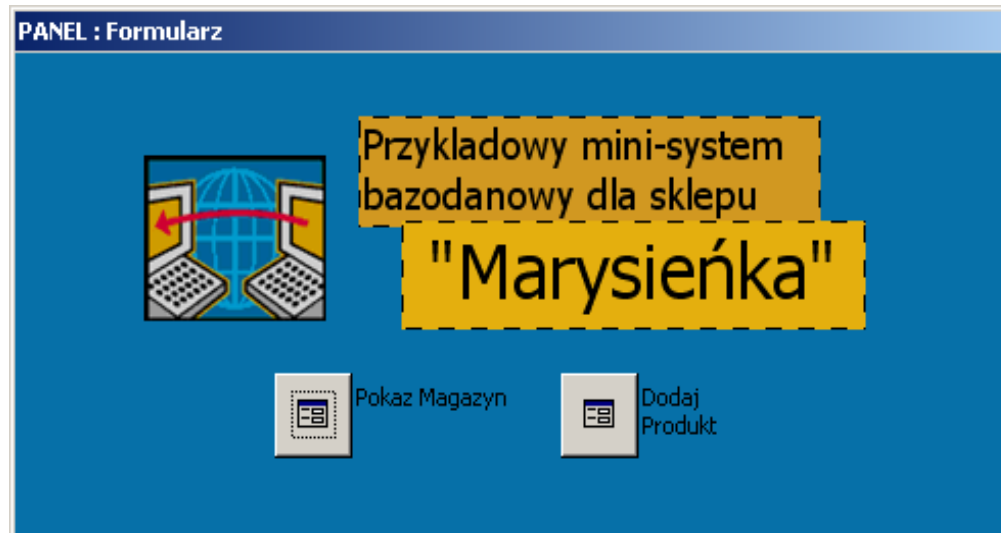 PANEL : Formularz
Przykladowy mini-system
bazodanowy dla sklepu
"Marysieńka"
Pokaz Magazyn
Dodaj
Produkt